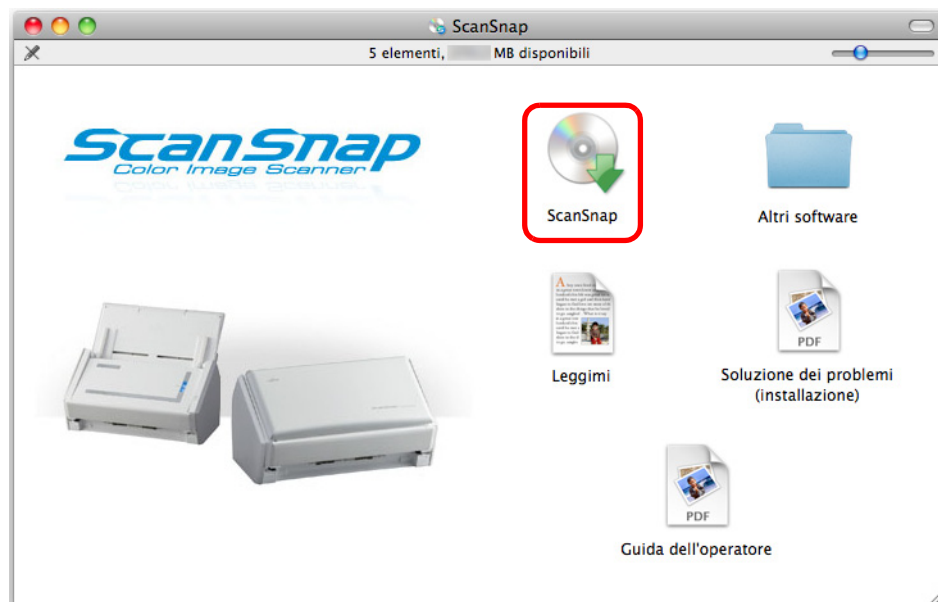 ScanSnap
5 elementi, MB disponibili
ScanSnap
Color Image Scanner
ScanSnap
Altri software
Leggimi
PDF
Soluzione dei problemi
(installazione)
PDF
Guida dell'operatore